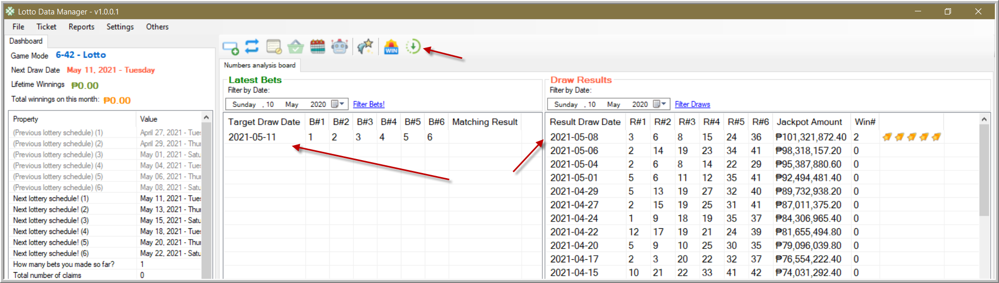 Lotto Data Manager - v1.0.0.1
File Ticket Reports Settings Others
Dashboard
Game Mode 6-42 - Lotto
Next Draw Date May 11, 2021 - Tuesday
Lifetime Winnings ₱0.00
Total winnings on this month: ₱0.00
Property Value
(Previous lottery schedule) (1) April 27, 2021 - Tues
(Previous lottery schedule) (2) April 29, 2021 - Thur
(Previous lottery schedule) (3) May 01, 2021 - Satu
(Previous lottery schedule) (4) May 04, 2021 - Tues
(Previous lottery schedule) (5) May 06, 2021 - Thur
(Previous lottery schedule) (6) May 08, 2021 - Satu
Next lottery schedule! (1) May 11, 2021 - Tues
Next lottery schedule! (2) May 13, 2021 - Thur
Next lottery schedule! (3) May 15, 2021 - Satu
Next lottery schedule! (4) May 18, 2021 - Tues
Next lottery schedule! (5) May 20, 2021 - Thur
Next lottery schedule! (6) May 22, 2021 - Satu
How many bets you made so far? 1
Total number of claims 0
WIN
Numbers analysis board
Latest Bets
Filter by Date:
Sunday , 10 May 2020 Filter Bets!
Target Draw Date B#1 B#2 B#3 B#4 B#5 B#6 Matching Result
2021-05-11 1 2 3 4 5 6
Draw Results
Filter by Date:
Sunday , 10 May 2020 Filter Draws
Result Draw Date R#1 R#2 R#3 R#4 R#5 R#6 Jackpot Amount Win#
2021-05-08 3 6 8 15 24 36 ₱101,321,872.40 2
2021-05-06 2 14 19 23 34 41 ₱98,318,157.20 0
2021-05-04 2 6 8 14 22 29 ₱95,387,880.60 0
2021-05-01 5 6 11 12 35 41 ₱92,494,481.40 0
2021-04-29 5 13 19 27 32 40 ₱89,732,938.20 0
2021-04-27 2 15 19 25 31 41 ₱87,011,375.20 0
2021-04-24 1 9 18 19 35 37 ₱84,306,965.40 0
2021-04-22 12 17 19 21 24 39 ₱81,655,494.80 0
2021-04-20 5 9 10 25 30 35 ₱79,096,039.80 0
2021-04-17 2 3 20 22 32 37 ₱76,554,222.40 0
2021-04-15 10 21 22 33 41 42 ₱74,031,292.40 0